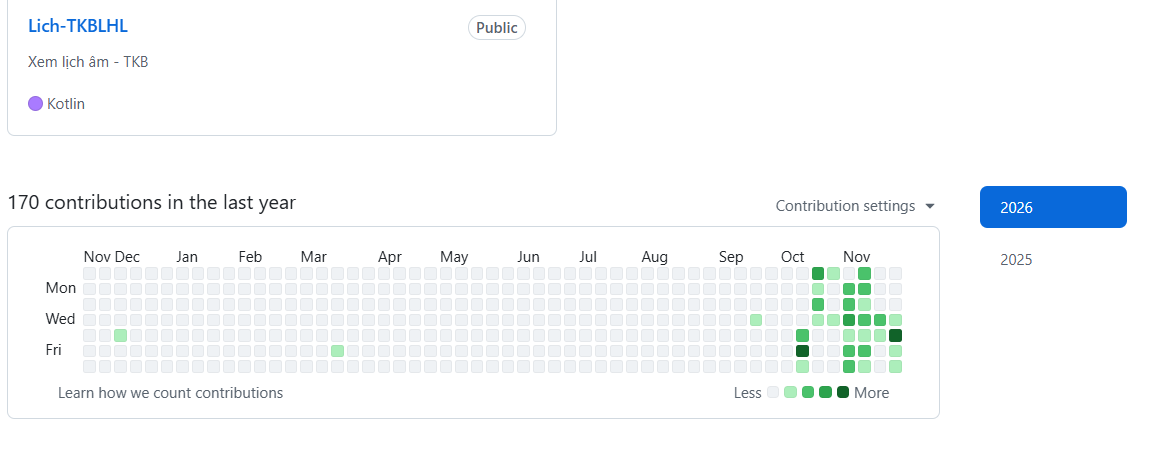 Lich-TKBLHL Public
Xem lịch âm - TKB
Kotlin
170 contributions in the last year
Contribution settings
2026
2025
Nov Dec Jan Feb Mar Apr May Jun Jul Aug Sep Oct Nov
Mon
Wed
Fri
Learn how we count contributions
Less More